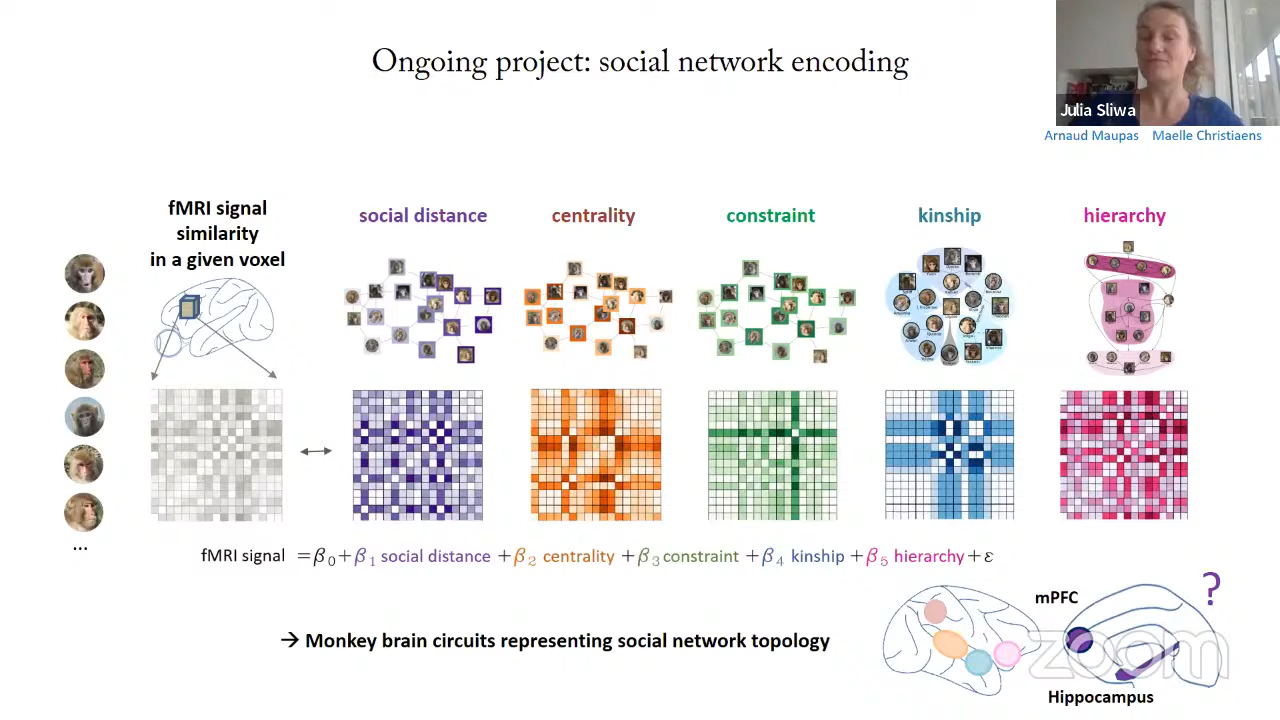 Ongoing project: social network encoding
Julia Sliwa
Arnaud Maupas Maelle Christiaens
fMRI signal
similarity
in a given voxel
social distance
centrality
constraint
kinship
hierarchy
...
fMRI signal =β0+β1 social distance +β2 centrality +β3 constraint +β4 kinship +β5 hierarchy+ε
→ Monkey brain circuits representing social network topology
mPFC
?
zoom
Hippocampus